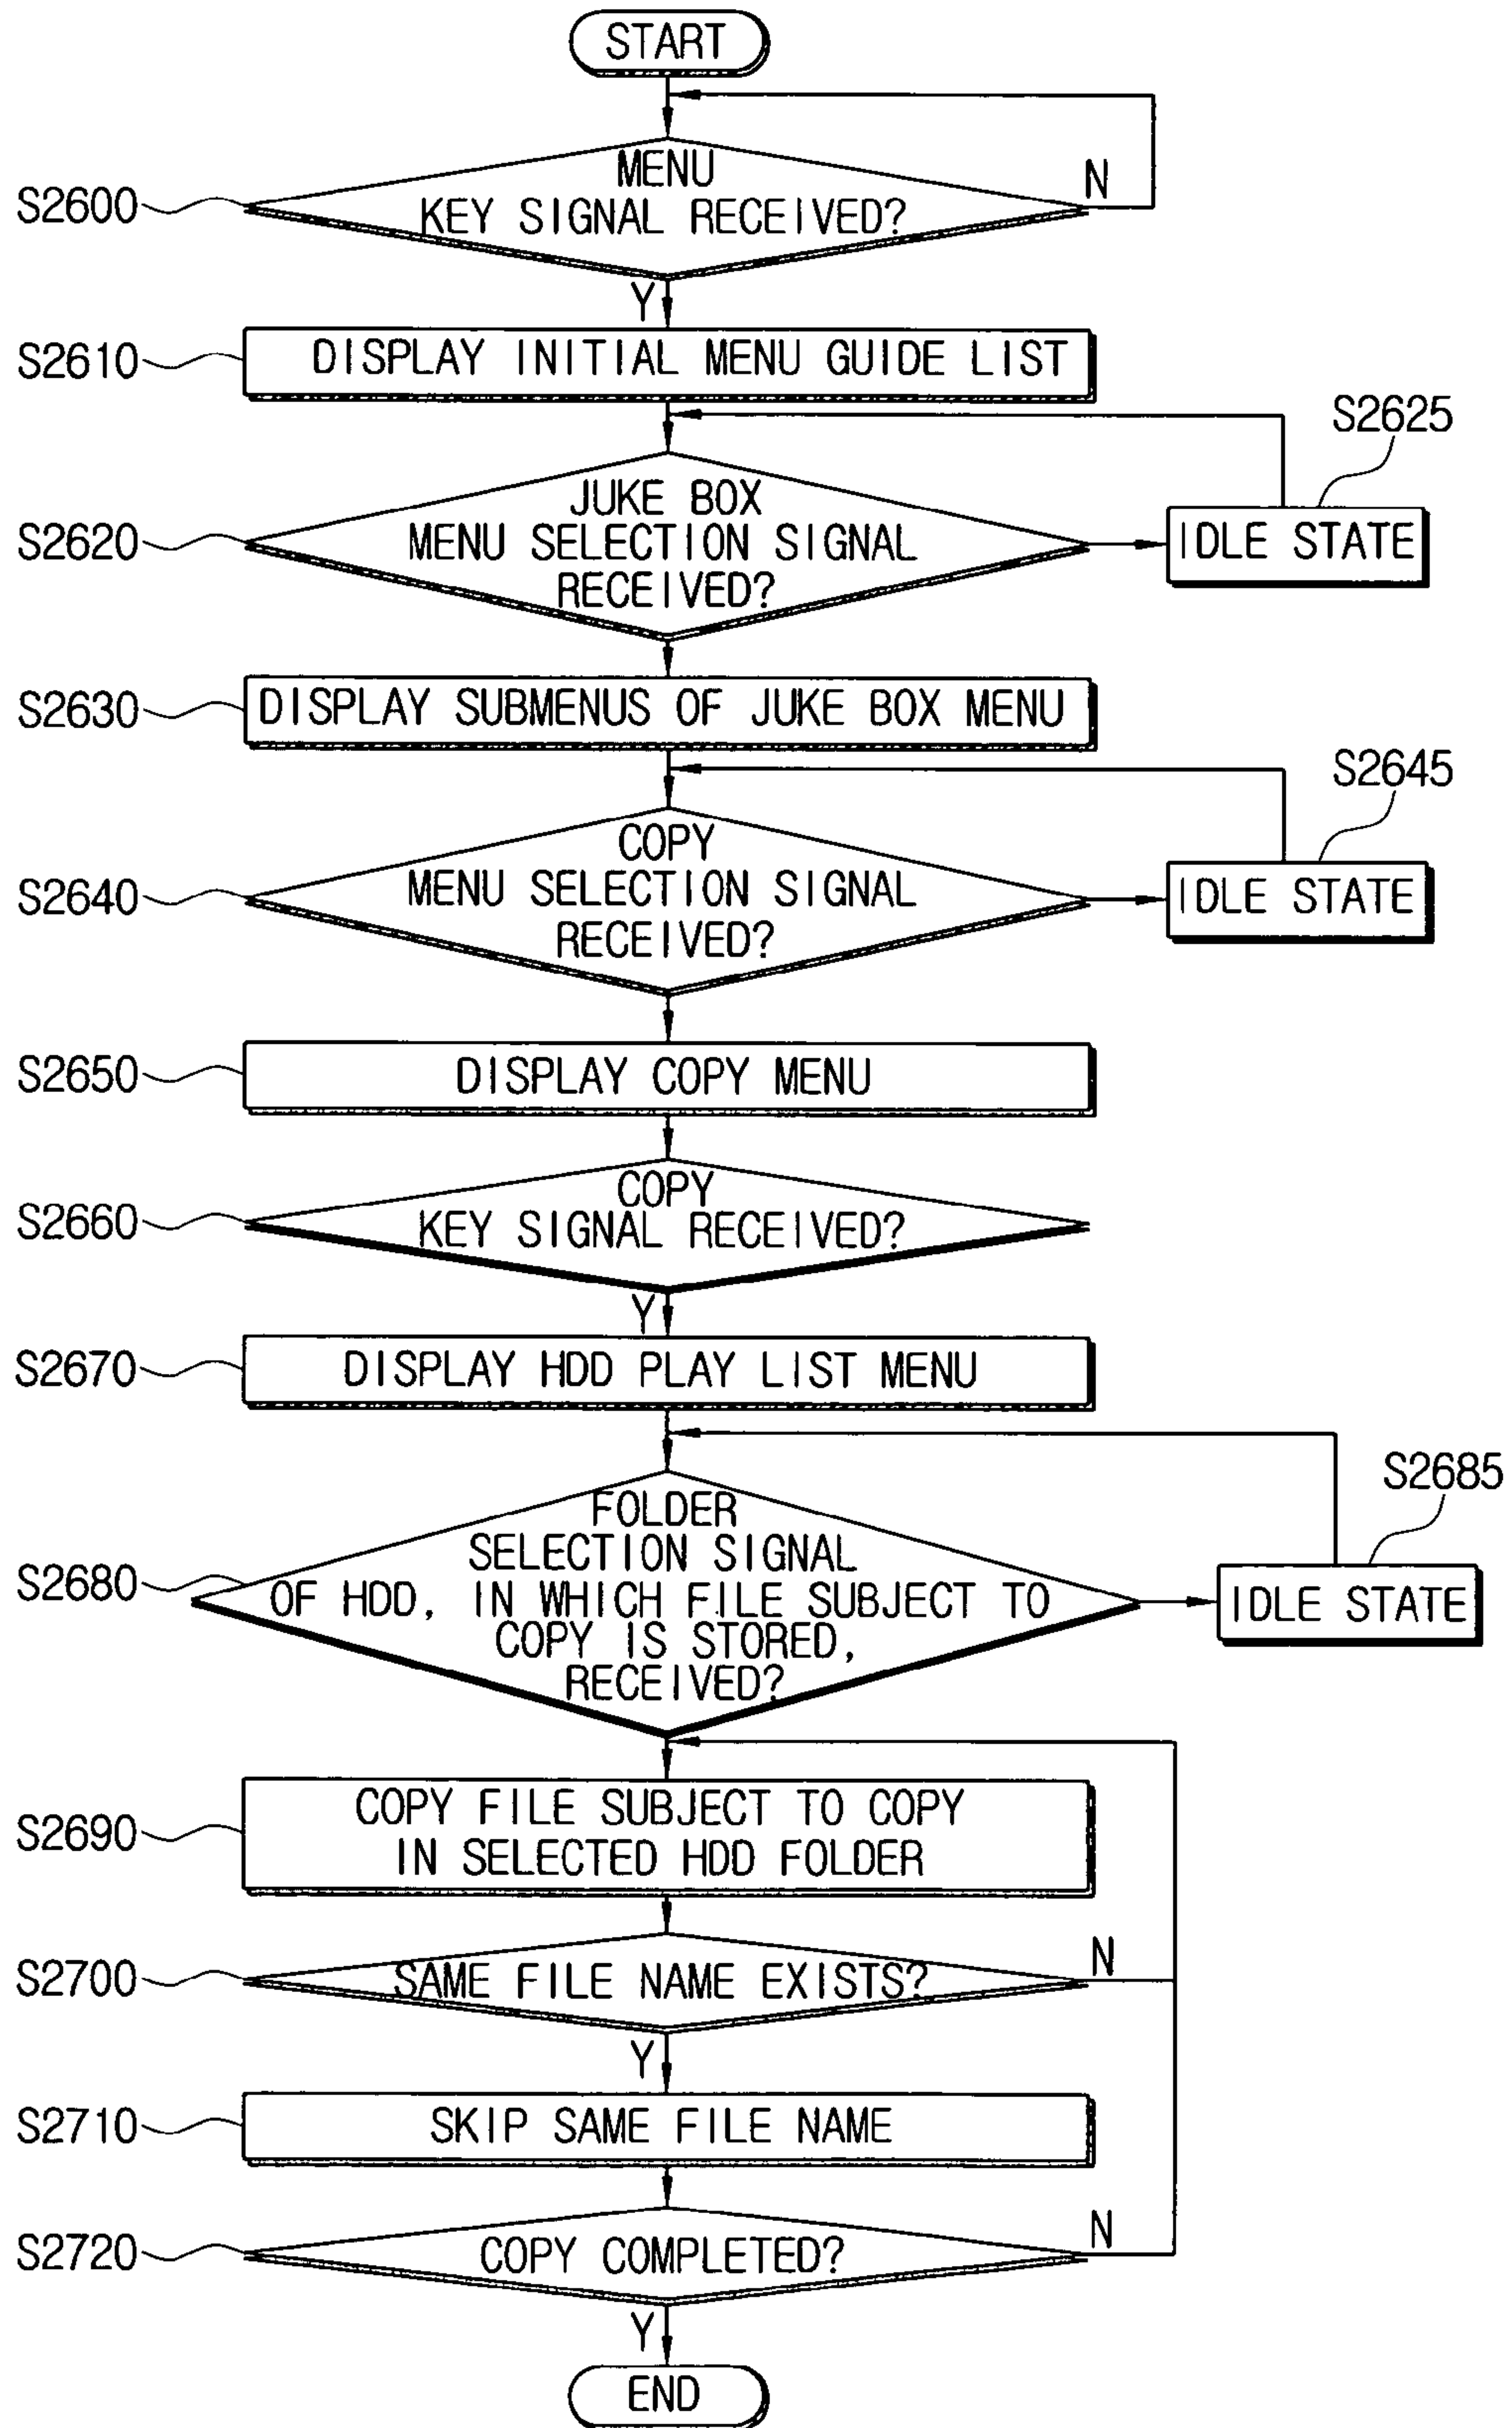 START
MENU
KEY SIGNAL RECEIVED?
N
S2600
Y
S2610
DISPLAY INITIAL MENU GUIDE LIST
S2625
JUKE BOX
MENU SELECTION SIGNAL
RECEIVED?
S2620
IDLE STATE
S2630
DISPLAY SUBMENUS OF JUKE BOX MENU
S2645
COPY
MENU SELECTION SIGNAL
RECEIVED?
S2640
IDLE STATE
S2650
DISPLAY COPY MENU
S2660
COPY
KEY SIGNAL RECEIVED?
Y
S2670
DISPLAY HDD PLAY LIST MENU
S2685
FOLDER
SELECTION SIGNAL
OF HDD, IN WHICH FILE SUBJECT TO
COPY IS STORED,
RECEIVED?
S2680
IDLE STATE
S2690
COPY FILE SUBJECT TO COPY
IN SELECTED HDD FOLDER
S2700
SAME FILE NAME EXISTS?
N
Y
S2710
SKIP SAME FILE NAME
S2720
COPY COMPLETED?
N
Y
END